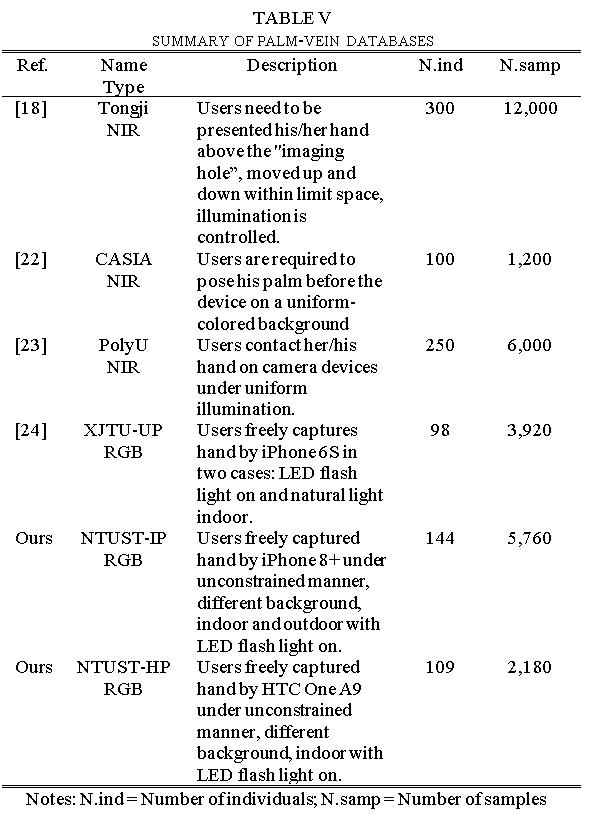 TABLE V
SUMMARY OF PALM-VEIN DATABASES
Ref. Name Description N.ind N.samp
Type
[18] Tongji Users need to be 300 12,000
NIR presented his/her hand
above the "imaging
hole”, moved up and
down within limit space,
illumination is
controlled.
[22] CASIA Users are required to 100 1,200
NIR pose his palm before the
device on a uniform-
colored background
[23] PolyU Users contact her/his 250 6,000
NIR hand on camera devices
under uniform
illumination.
[24] XJTU-UP Users freely captures 98 3,920
RGB hand by iPhone 6S in
two cases: LED flash
light on and natural light
indoor.
Ours NTUST-IP Users freely captured 144 5,760
RGB hand by iPhone 8+ under
unconstrained manner,
different background,
indoor and outdoor with
LED flash light on.
Ours NTUST-HP Users freely captured 109 2,180
RGB hand by HTC One A9
under unconstrained
manner, different
background, indoor with
LED flash light on.
Notes: N.ind = Number of individuals; N.samp = Number of samples